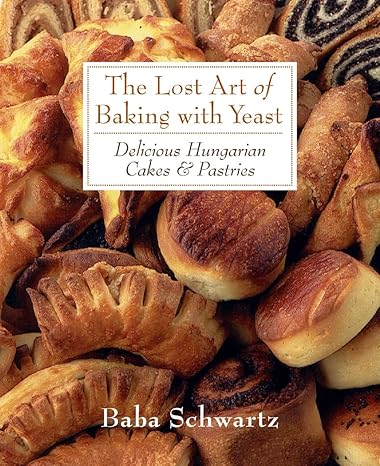 The Lost Art of
Baking with Yeast
Delicious Hungarian
Cakes & Pastries
Baba Schwartz